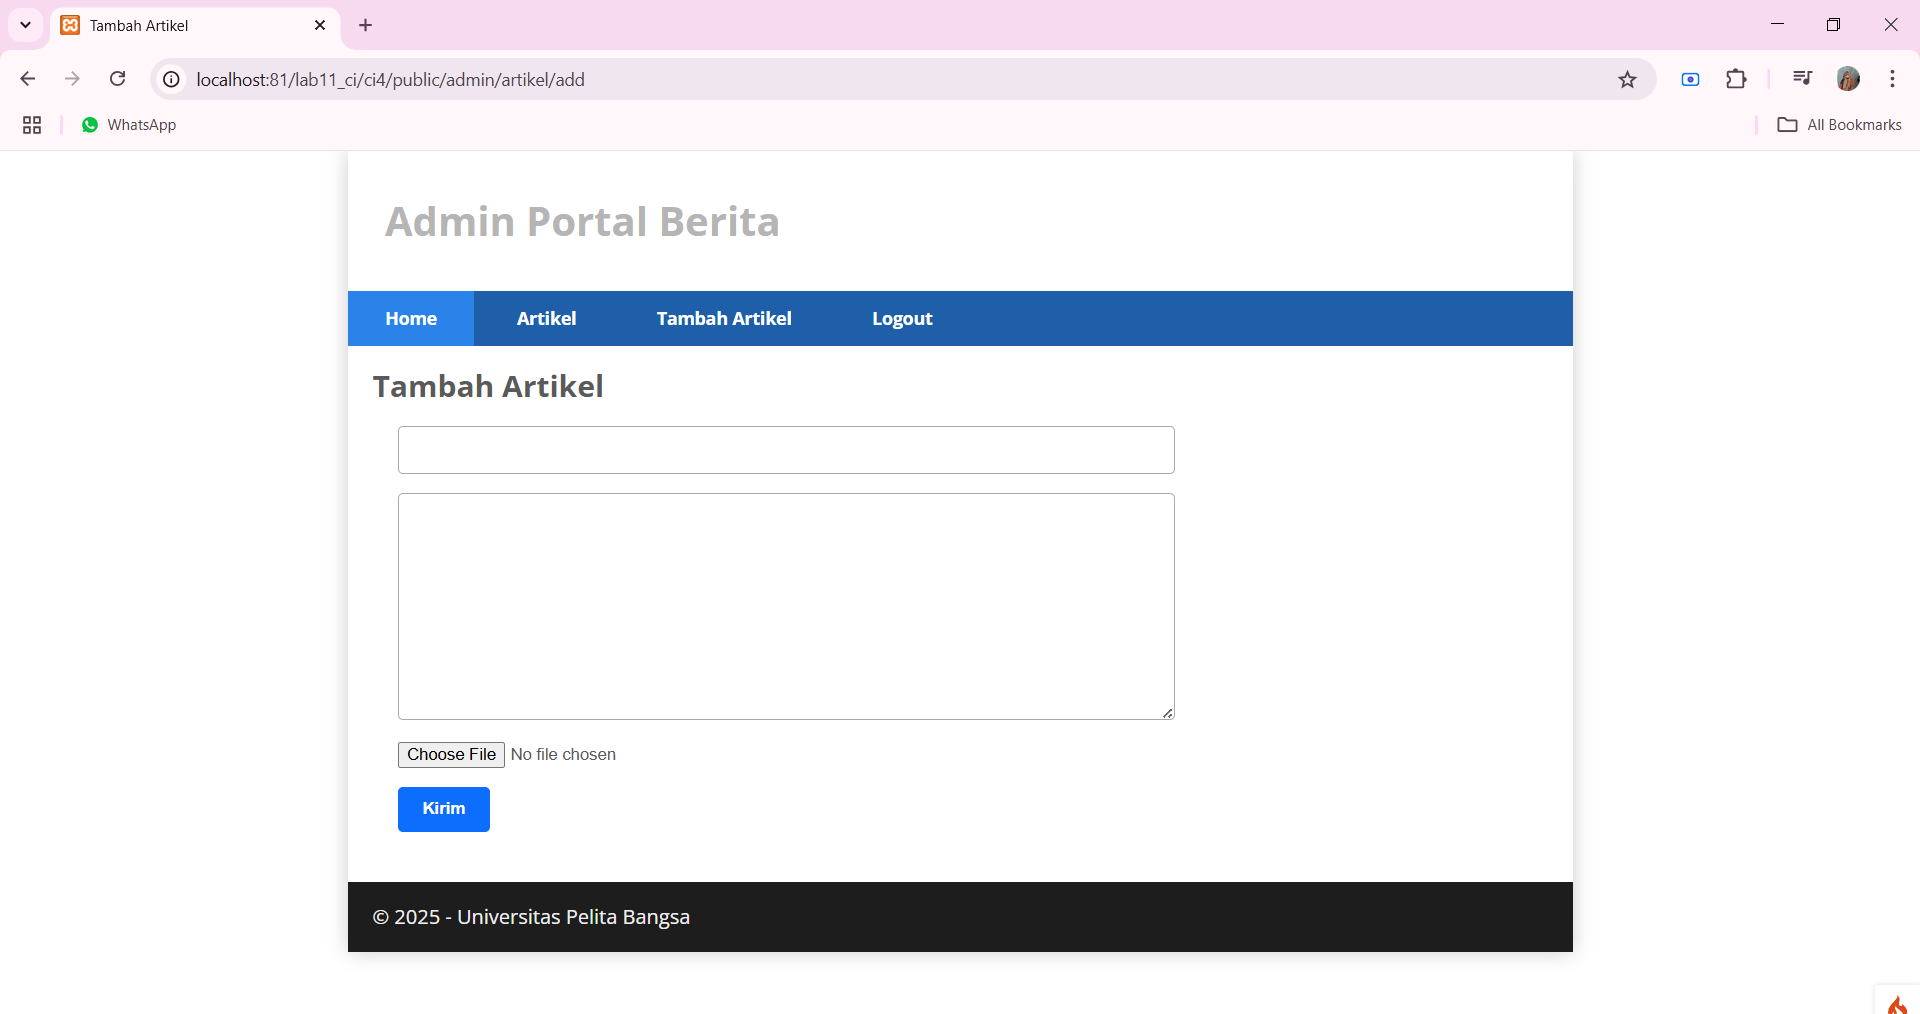 Tambah Artikel
localhost:81/lab11_ci/ci4/public/admin/artikel/add
WhatsApp
All Bookmarks
Admin Portal Berita
Home Artikel Tambah Artikel Logout
Tambah Artikel
Choose File No file chosen
Kirim
© 2025 - Universitas Pelita Bangsa